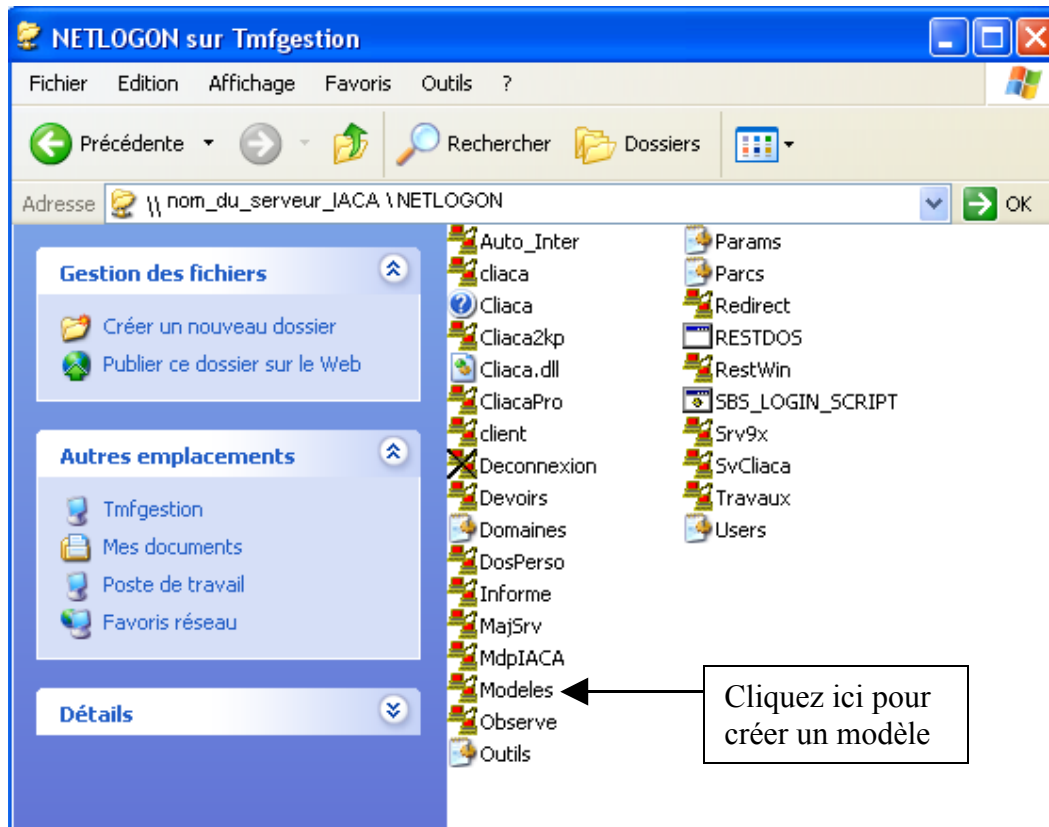 NETLOGON sur Tmfgestion
Fichier Edition Affichage Favoris Outils ?
Précédente Rechercher Dossiers
Adresse \\ nom_du_serveur_IACA \NETLOGON OK
Gestion des fichiers
Créer un nouveau dossier
Publier ce dossier sur le Web
Autres emplacements
Tmfgestion
Mes documents
Poste de travail
Favoris réseau
Détails
Auto_Inter
cliaca
Cliaca
Cliaca2kp
Cliaca.dll
CliacaPro
client
Deconnexion
Devoirs
Domaines
DosPerso
Informe
MajSrv
MdpIACA
Modeles
Observe
Outils
Params
Parcs
Redirect
RESTDOS
RestWin
SBS_LOGIN_SCRIPT
Srv9x
SvCliaca
Travaux
Users
Cliquez ici pour
créer un modèle